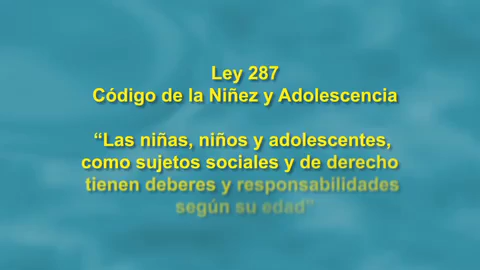 Ley 287
Código de la Niñez y Adolescencia
“Las niñas, niños y adolescentes,
como sujetos sociales y de derecho
tienen deberes y responsabilidades
según su edad”